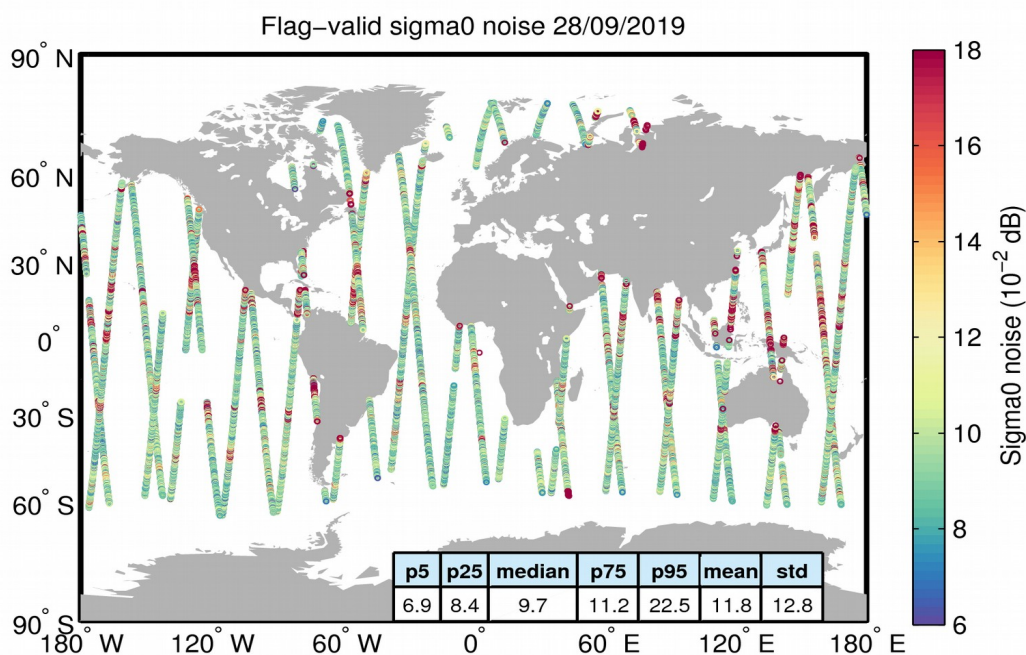 Flag−valid sigma0 noise 28/09/2019
90° N
60° N
30° N
0°
30° S
60° S
90° S
180° W
120° W
60° W
0°
60° E
120° E
180° E
p5 p25 median p75 p95 mean std
6.9 8.4 9.7 11.2 22.5 11.8 12.8
18
16
14
12
10
8
6
Sigma0 noise (10⁻² dB)